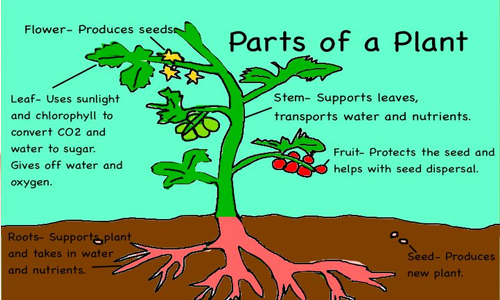 Flower- Produces seeds.
Parts of a Plant
Leaf- Uses sunlight
and chlorophyll to
convert CO2 and
water to sugar.
Gives off water and
oxygen.
Stem- Supports leaves,
transports water and nutrients.
Fruit- Protects the seed and
helps with seed dispersal.
Roots- Supports plant
and takes in water
and nutrients.
Seed- Produces
new plant.